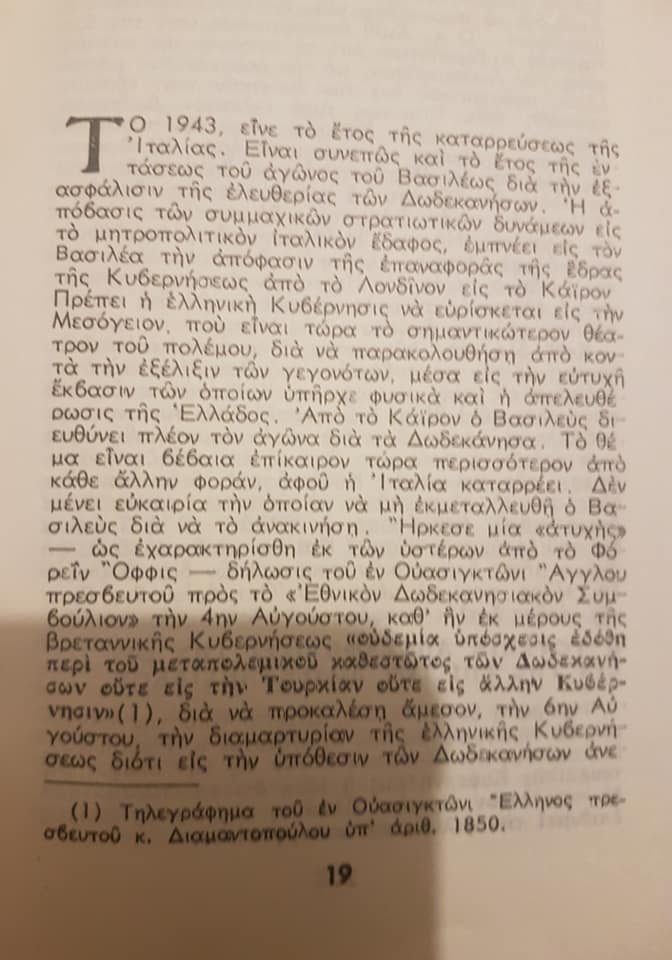 ΤΟ 1943, εἶνε τὸ ἔτος τῆς καταρρεύσεως τῆς
Ἰταλίας. Εἶναι συνεπῶς καὶ τὸ ἔτος τῆς ἐν
τάσεως τοῦ ἀγῶνος τοῦ Βασιλέως διὰ τὴν ἐξ-
ασφάλισιν τῆς ἐλευθερίας τῶν Δωδεκανήσων. Ἡ ἀ-
πόβασις τῶν συμμαχικῶν στρατιωτικῶν δυνάμεων εἰς
τὸ μητροπολιτικὸν ἰταλικὸν ἔδαφος, ἐμπνέει εἰς τὸν
Βασιλέα τὴν ἀπόφασιν τῆς ἐπαναφορᾶς τῆς ἕδρας
τῆς Κυβερνήσεως ἀπὸ τὸ Λονδῖνον εἰς τὸ Κάϊρον
Πρέπει ἡ ἑλληνικὴ Κυβέρνησις νὰ εὑρίσκεται εἰς τὴν
Μεσόγειον, ποὺ εἶναι τώρα τὸ σημαντικώτερον θέα-
τρον τοῦ πολέμου, διὰ νὰ παρακολουθήση ἀπὸ κον-
τὰ τὴν ἐξέλιξιν τῶν γεγονότων, μέσα εἰς τὴν εὐτυχῆ
ἔκβασιν τῶν ὁποίων ὑπῆρχε φυσικὰ καὶ ἡ ἀπελευθέ
ρωσις τῆς Ἑλλάδος. Ἀπὸ τὸ Κάϊρον ὁ Βασιλεὺς δι-
ευθύνει πλέον τὸν ἀγῶνα διὰ τὰ Δωδεκάνησα. Τὸ θέ
μα εἶναι βέβαια ἐπίκαιρον τώρα περισσότερον ἀπὸ
κάθε ἄλλην φοράν, ἀφοῦ ἡ Ἰταλία καταρρέει. Δὲν
μένει εὐκαιρία τὴν ὁποίαν νὰ μὴ ἐκμεταλλευθῆ ὁ Βα-
σιλεὺς διὰ νὰ τὸ ἀνακινήση. Ἤρκεσε μία «ἀτυχὴς»
— ὡς ἐχαρακτηρίσθη ἐκ τῶν ὑστέρων ἀπὸ τὸ Φό-
ρεϊν Ὄφφις — δήλωσις τοῦ ἐν Οὐασιγκτῶνι Ἄγγλου
πρεσβευτοῦ πρὸς τὸ «Ἐθνικὸν Δωδεκανησιακὸν Συμ-
βούλιον» τὴν 4ην Αὐγούστου, καθ' ἣν ἐκ μέρους τῆς
βρεταννικῆς Κυβερνήσεως «οὐδεμία ὑπόσχεσις ἐδόθη
περὶ τοῦ μεταπολεμικοῦ καθεστῶτος τῶν Δωδεκανή-
σων οὔτε εἰς τὴν Τουρκίαν οὔτε εἰς ἄλλην Κυβέρ-
νησιν»(1), διὰ νὰ προκαλέση ἄμεσον, τὴν 6ην Αὐ
γούστου, τὴν διαμαρτυρίαν τῆς ἑλληνικῆς Κυβερνή-
σεως διότι εἰς τὴν ὑπόθεσιν τῶν Δωδεκανήσων ἀνε
(1) Τηλεγράφημα τοῦ ἐν Οὐασιγκτῶνι Ἕλληνος πρε-
σβευτοῦ κ. Διαμαντοπούλου ὑπ' ἀριθ. 1850.
19